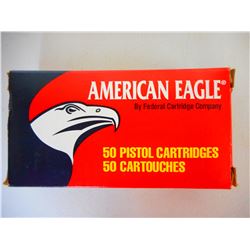 AMERICAN EAGLE®
By Federal Cartridge Company
50 PISTOL CARTRIDGES
50 CARTOUCHES